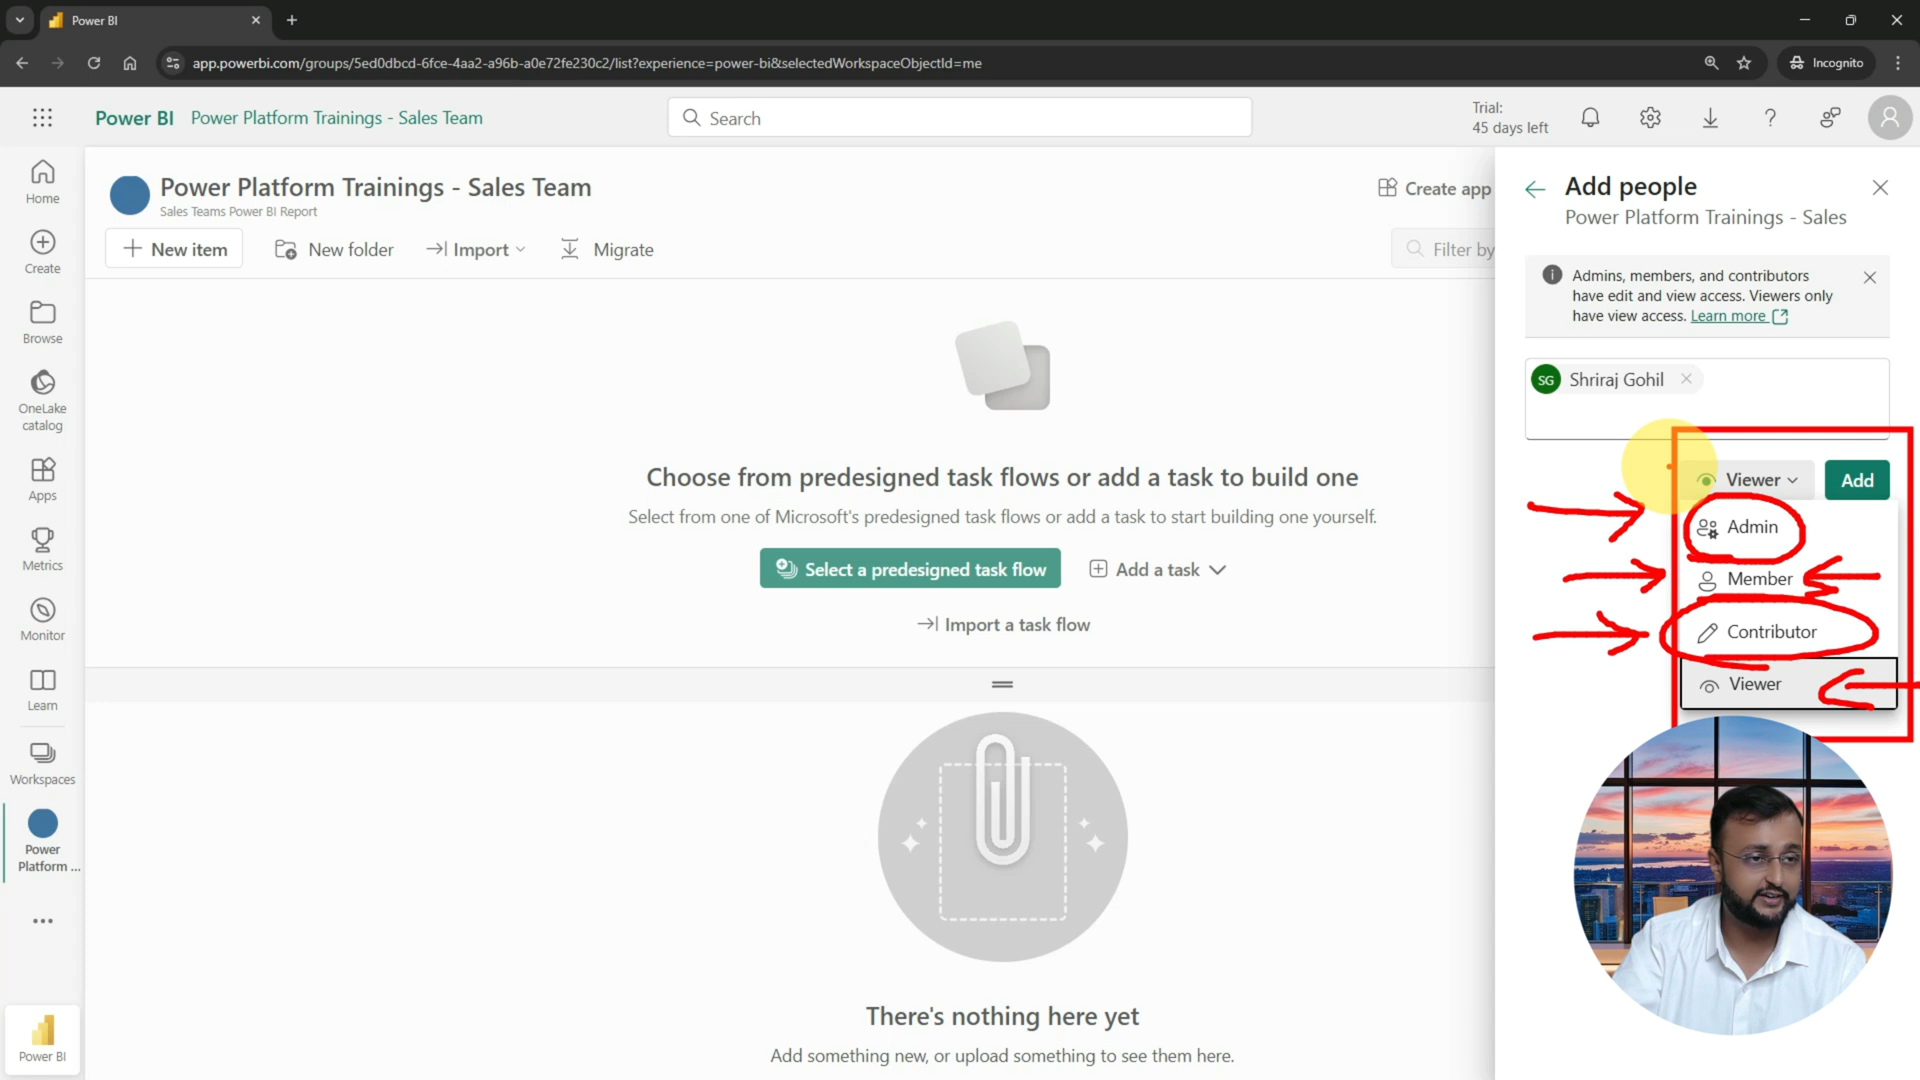 Power BI
app.powerbi.com/groups/5ed0dbcd-6fce-4aa2-a96b-a0e72fe230c2/list?experience=power-bi&selectedWorkspaceObjectId=me
Incognito
Power BI
Power Platform Trainings - Sales Team
Search
Trial:
45 days left
Home
Create
Browse
OneLake
catalog
Apps
Metrics
Monitor
Learn
Workspaces
Power
Platform ...
Power BI
Power Platform Trainings - Sales Team
Sales Teams Power BI Report
Create app
New item
New folder
Import
Migrate
Filter by
Choose from predesigned task flows or add a task to build one
Select from one of Microsoft's predesigned task flows or add a task to start building one yourself.
Select a predesigned task flow
Add a task
Import a task flow
There's nothing here yet
Add something new, or upload something to see them here.
Add people
Power Platform Trainings - Sales
Admins, members, and contributors
have edit and view access. Viewers only
have view access. Learn more
SG
Shriraj Gohil
Viewer
Add
Admin
Member
Contributor
Viewer